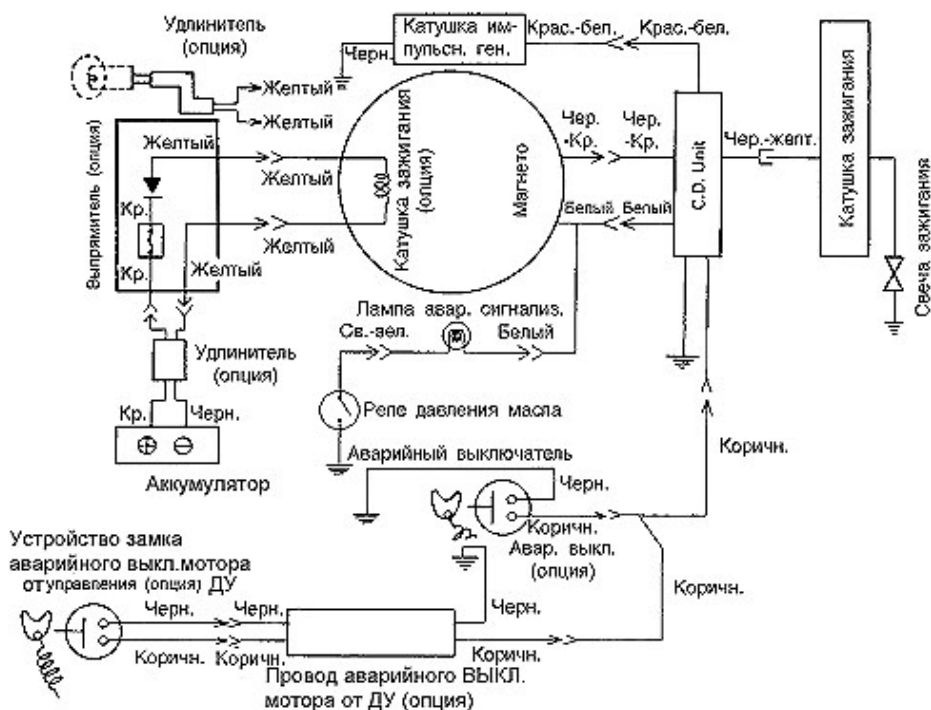 Удлинитель
(опция)
Желтый
Желтый
Черн.
Катушка им-
пульсн. ген.
Крас.-бел.
Крас.-бел.
Выпрямитель (опция)
Желтый
Желтый
Кр.
Кр.
Желтый
Желтый
Катушка зажигания
(опция)
Магнето
Чер.
-Кр.
Чер.
-Кр.
Белый
Белый
C.D. Unit
Чер.-желт.
Катушка зажигания
Свеча зажигания
Лампа авар. сигнализ.
Св.-зел.
Белый
Удлинитель
(опция)
Кр.
Черн.
Аккумулятор
Реле давления масла
Аварийный выключатель
Черн.
Коричн.
Коричн.
Авар. выкл.
(опция)
Устройство замка
аварийного выкл.мотора
от управления (опция) ДУ
Черн.
Черн.
Черн.
Коричн.
Коричн.
Коричн.
Коричн.
Провод аварийного ВЫКЛ.
мотора от ДУ (опция)